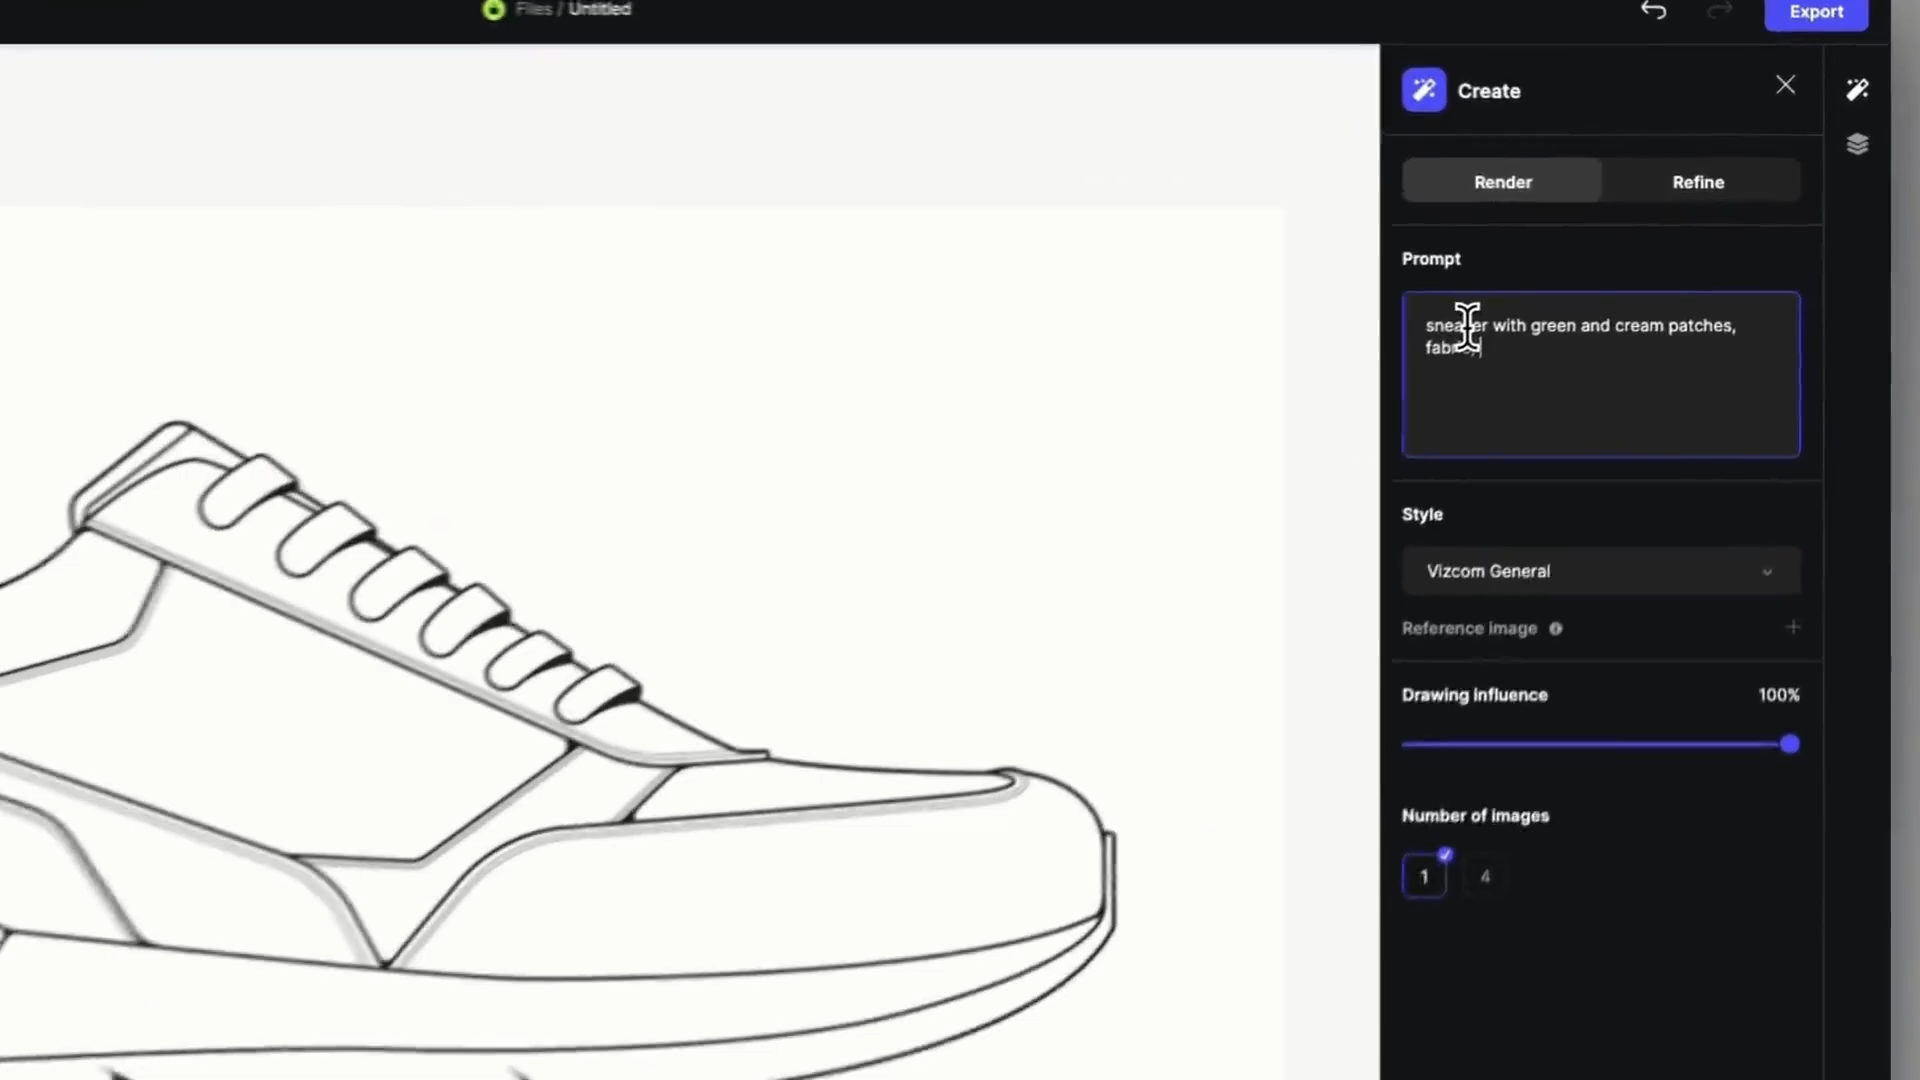 Files / Untitled
Export
Create
Render
Refine
Prompt
with green and cream patches,
Style
Vizcom General
Reference image
Drawing influence
100%
Number of images
1
4